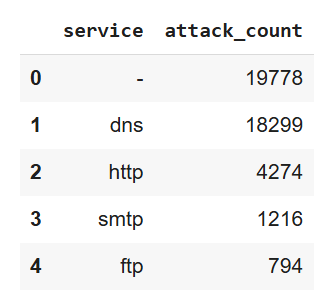 service attack_count
0 - 19778
1 dns 18299
2 http 4274
3 smtp 1216
4 ftp 794